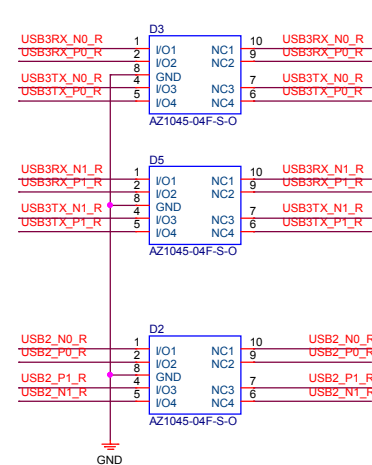 D3
USB3RX_N0_R 1 I/O1 NC1 10 USB3RX_N0_R
USB3RX_P0_R 2 I/O2 NC2 9 USB3RX_P0_R
8 GND
USB3TX_N0_R 4 I/O3 NC3 7 USB3TX_N0_R
USB3TX_P0_R 5 I/O4 NC4 6 USB3TX_P0_R
AZ1045-04F-S-O
D5
USB3RX_N1_R 1 I/O1 NC1 10 USB3RX_N1_R
USB3RX_P1_R 2 I/O2 NC2 9 USB3RX_P1_R
8 GND
USB3TX_N1_R 4 I/O3 NC3 7 USB3TX_N1_R
USB3TX_P1_R 5 I/O4 NC4 6 USB3TX_P1_R
AZ1045-04F-S-O
D2
USB2_N0_R 1 I/O1 NC1 10 USB2_N0_R
USB2_P0_R 2 I/O2 NC2 9 USB2_P0_R
8 GND
USB2_P1_R 4 I/O3 NC3 7 USB2_P1_R
USB2_N1_R 5 I/O4 NC4 6 USB2_N1_R
AZ1045-04F-S-O
GND